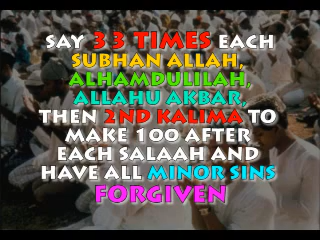 SAY 33 TIMES EACH
SUBHAN ALLAH,
ALHAMDULILAH,
ALLAHU AKBAR,
THEN 2ND KALIMA TO
MAKE 100 AFTER
EACH SALAAH AND
HAVE ALL MINOR SINS
FORGIVEN